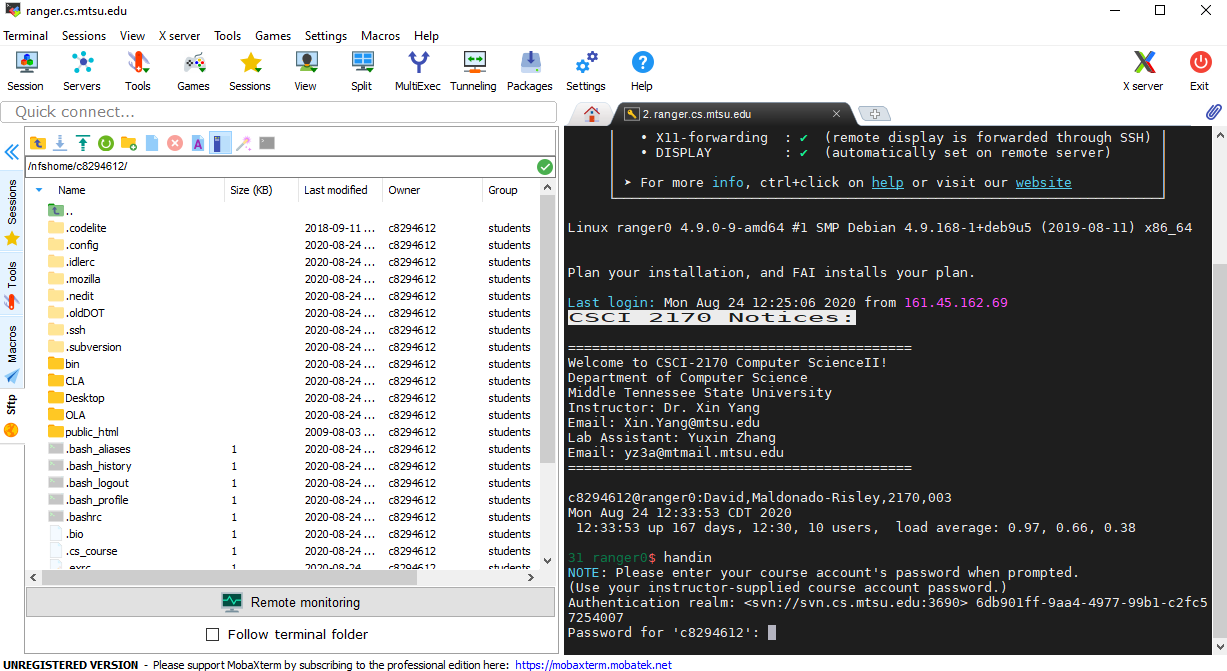 ranger.cs.mtsu.edu
Terminal Sessions View X server Tools Games Settings Macros Help
Session Servers Tools Games Sessions View Split MultiExec Tunneling Packages Settings Help X server Exit
Quick connect...
2. ranger.cs.mtsu.edu
/nfshome/c8294612/
Sessions
Tools
Macros
Sftp
Name Size (KB) Last modified Owner Group
..
.codelite 2018-09-11 ... c8294612 students
.config 2020-08-24 ... c8294612 students
.idlerc 2020-08-24 ... c8294612 students
.mozilla 2020-08-24 ... c8294612 students
.nedit 2020-08-24 ... c8294612 students
.oldDOT 2020-08-24 ... c8294612 students
.ssh 2020-08-24 ... c8294612 students
.subversion 2020-08-24 ... c8294612 students
bin 2020-08-24 ... c8294612 students
CLA 2020-08-24 ... c8294612 students
Desktop 2020-08-24 ... c8294612 students
OLA 2020-08-24 ... c8294612 students
public_html 2009-08-03 ... c8294612 students
.bash_aliases 1 2020-08-24 ... c8294612 students
.bash_history 1 2020-08-24 ... c8294612 students
.bash_logout 1 2020-08-24 ... c8294612 students
.bash_profile 1 2020-08-24 ... c8294612 students
.bashrc 1 2020-08-24 ... c8294612 students
.bio 1 2020-08-24 ... c8294612 students
.cs_course 1 2020-08-24 ... c8294612 students
.exrc 1 2020-08-24 ... c8294612 students
Remote monitoring
Follow terminal folder
• X11-forwarding : ✔ (remote display is forwarded through SSH)
• DISPLAY : ✔ (automatically set on remote server)
➤ For more info, ctrl+click on help or visit our website
Linux ranger0 4.9.0-9-amd64 #1 SMP Debian 4.9.168-1+deb9u5 (2019-08-11) x86_64
Plan your installation, and FAI installs your plan.
Last login: Mon Aug 24 12:25:06 2020 from 161.45.162.69
CSCI 2170 Notices:
===========================================
Welcome to CSCI-2170 Computer ScienceII!
Department of Computer Science
Middle Tennessee State University
Instructor: Dr. Xin Yang
Email: Xin.Yang@mtsu.edu
Lab Assistant: Yuxin Zhang
Email: yz3a@mtmail.mtsu.edu
===========================================
c8294612@ranger0:David,Maldonado-Risley,2170,003
Mon Aug 24 12:33:53 CDT 2020
12:33:53 up 167 days, 12:30, 10 users, load average: 0.97, 0.66, 0.38
31 ranger0$ handin
NOTE: Please enter your course account's password when prompted.
(Use your instructor-supplied course account password.)
Authentication realm: <svn://svn.cs.mtsu.edu:3690> 6db901ff-9aa4-4977-99b1-c2fc5
7254007
Password for 'c8294612':
UNREGISTERED VERSION - Please support MobaXterm by subscribing to the professional edition here: https://mobaxterm.mobatek.net